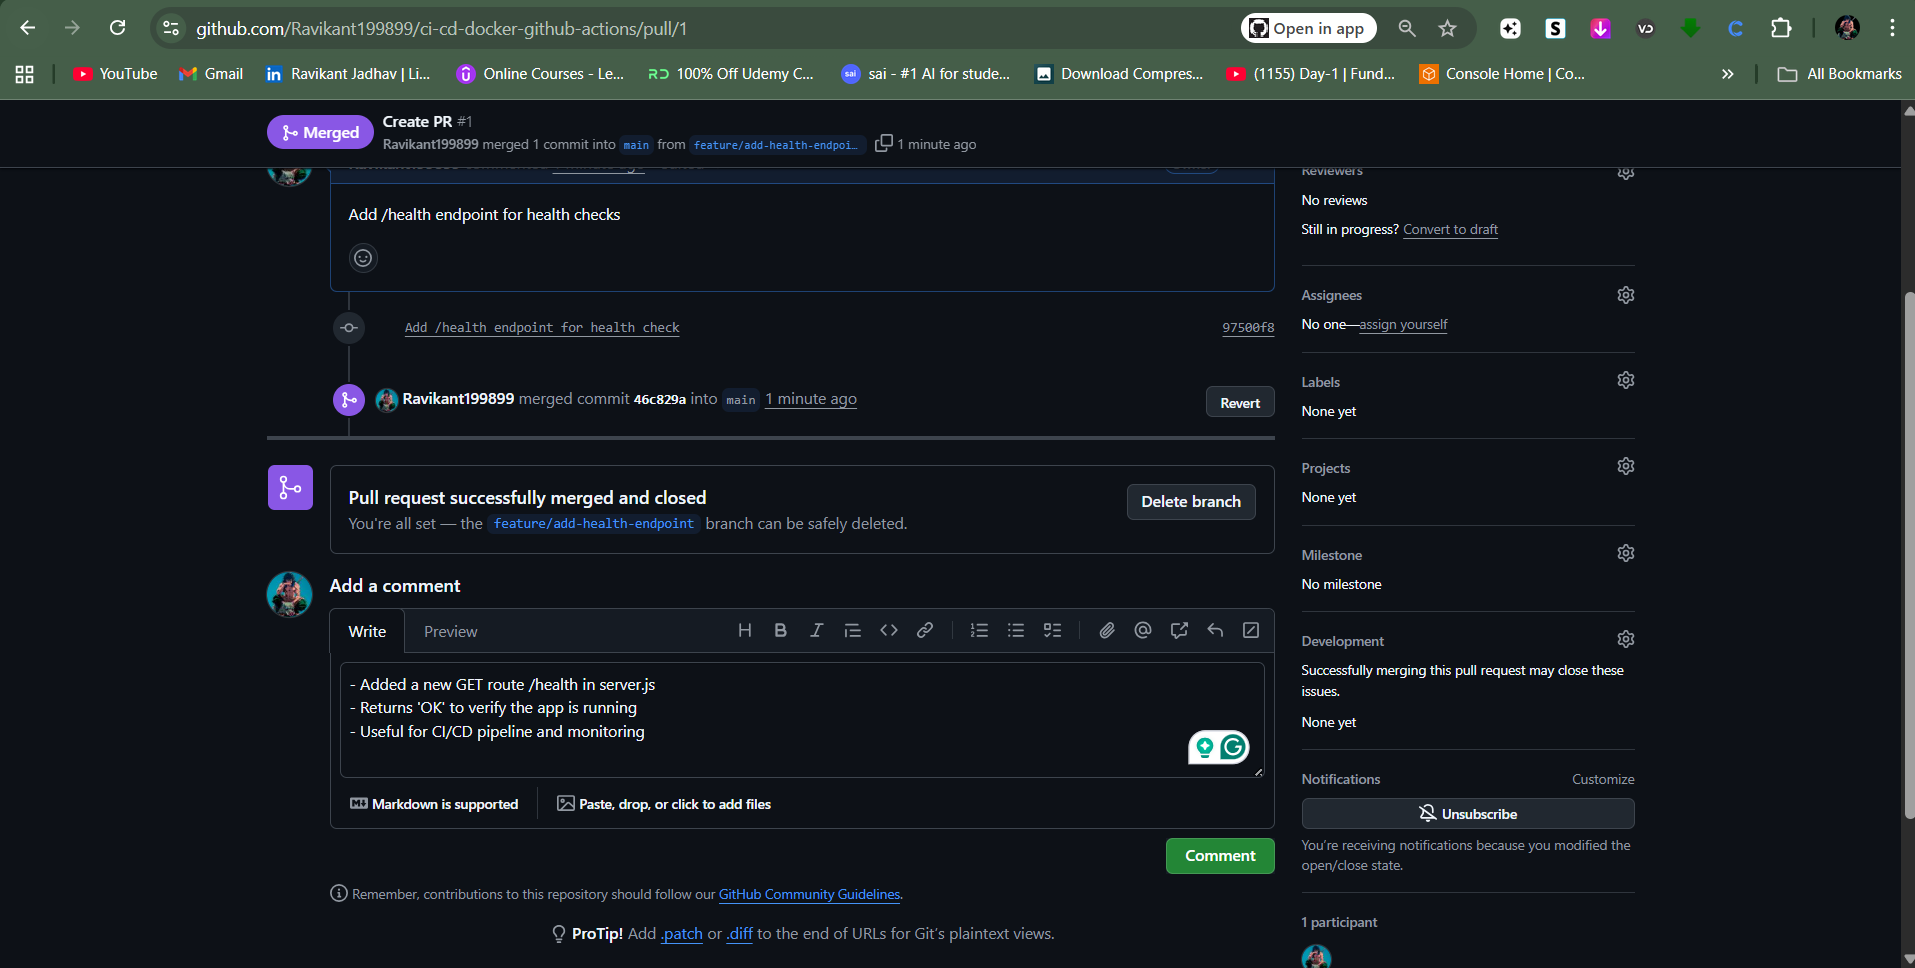 github.com/Ravikant199899/ci-cd-docker-github-actions/pull/1
Open in app
YouTube
Gmail
Ravikant Jadhav | Li...
Online Courses - Le...
100% Off Udemy C...
sai - #1 AI for stude...
Download Compres...
(1155) Day-1 | Fund...
Console Home | Co...
All Bookmarks
Merged
Create PR #1
Ravikant199899 merged 1 commit into main from feature/add-health-endpoi... 1 minute ago
Add /health endpoint for health checks
Add /health endpoint for health check
97500f8
Ravikant199899 merged commit 46c829a into main 1 minute ago
Revert
Pull request successfully merged and closed
You're all set — the feature/add-health-endpoint branch can be safely deleted.
Delete branch
Add a comment
Write
Preview
- Added a new GET route /health in server.js
- Returns 'OK' to verify the app is running
- Useful for CI/CD pipeline and monitoring
Markdown is supported
Paste, drop, or click to add files
Comment
Remember, contributions to this repository should follow our GitHub Community Guidelines.
ProTip! Add .patch or .diff to the end of URLs for Git's plaintext views.
Reviewers
No reviews
Still in progress? Convert to draft
Assignees
No one—assign yourself
Labels
None yet
Projects
None yet
Milestone
No milestone
Development
Successfully merging this pull request may close these
issues.
None yet
Notifications
Customize
Unsubscribe
You're receiving notifications because you modified the
open/close state.
1 participant